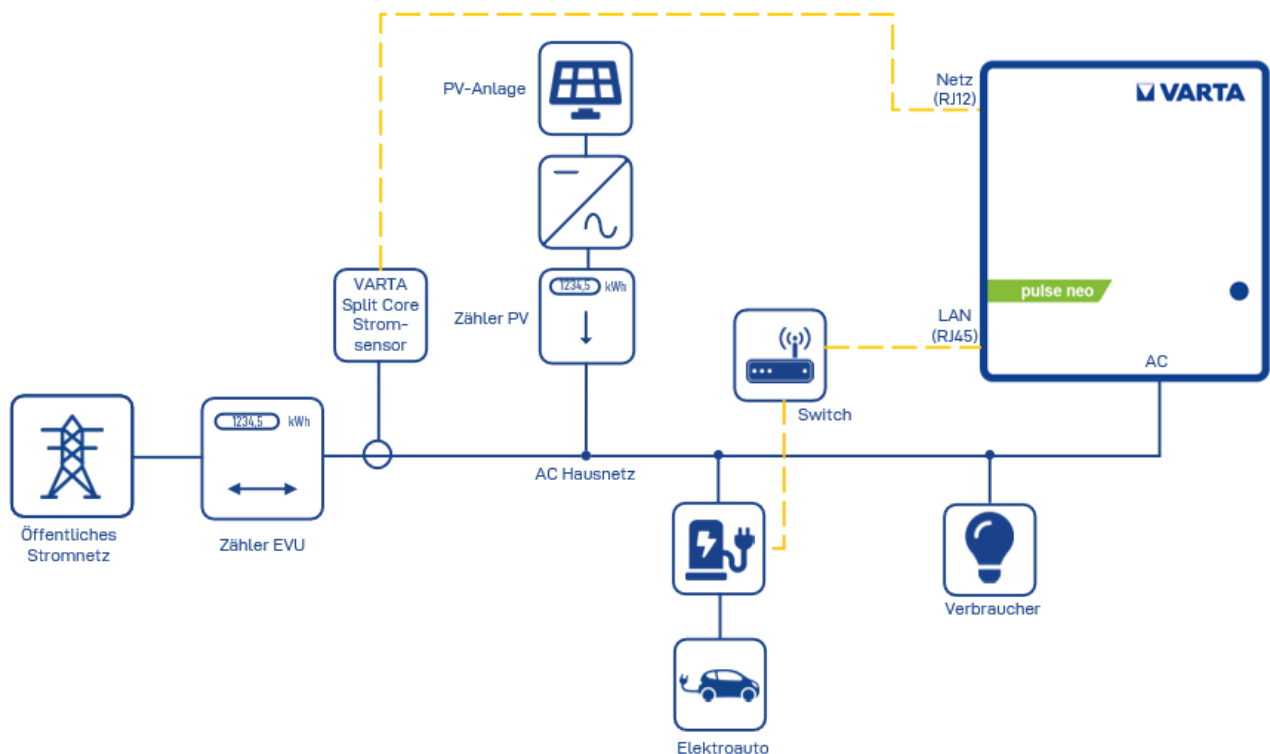 PV-Anlage
Netz
(RJ12)
VARTA
VARTA
Split Core
Strom-
sensor
1234,5 kWh
Zähler PV
pulse neo
LAN
(RJ45)
AC
Switch
1234,5 kWh
AC Hausnetz
Öffentliches
Stromnetz
Zähler EVU
Verbraucher
Elektroauto